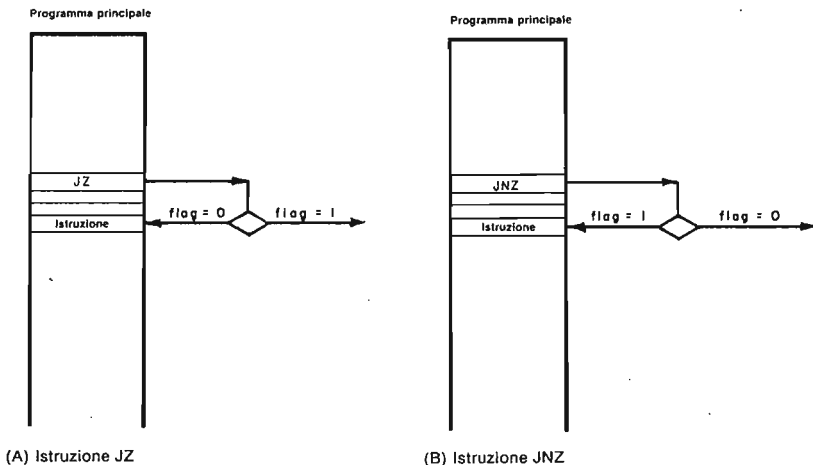 Programma principale
JZ
flag = 0
flag = 1
Istruzione
(A) Istruzione JZ
Programma principale
JNZ
flag = 1
flag = 0
Istruzione
(B) Istruzione JNZ